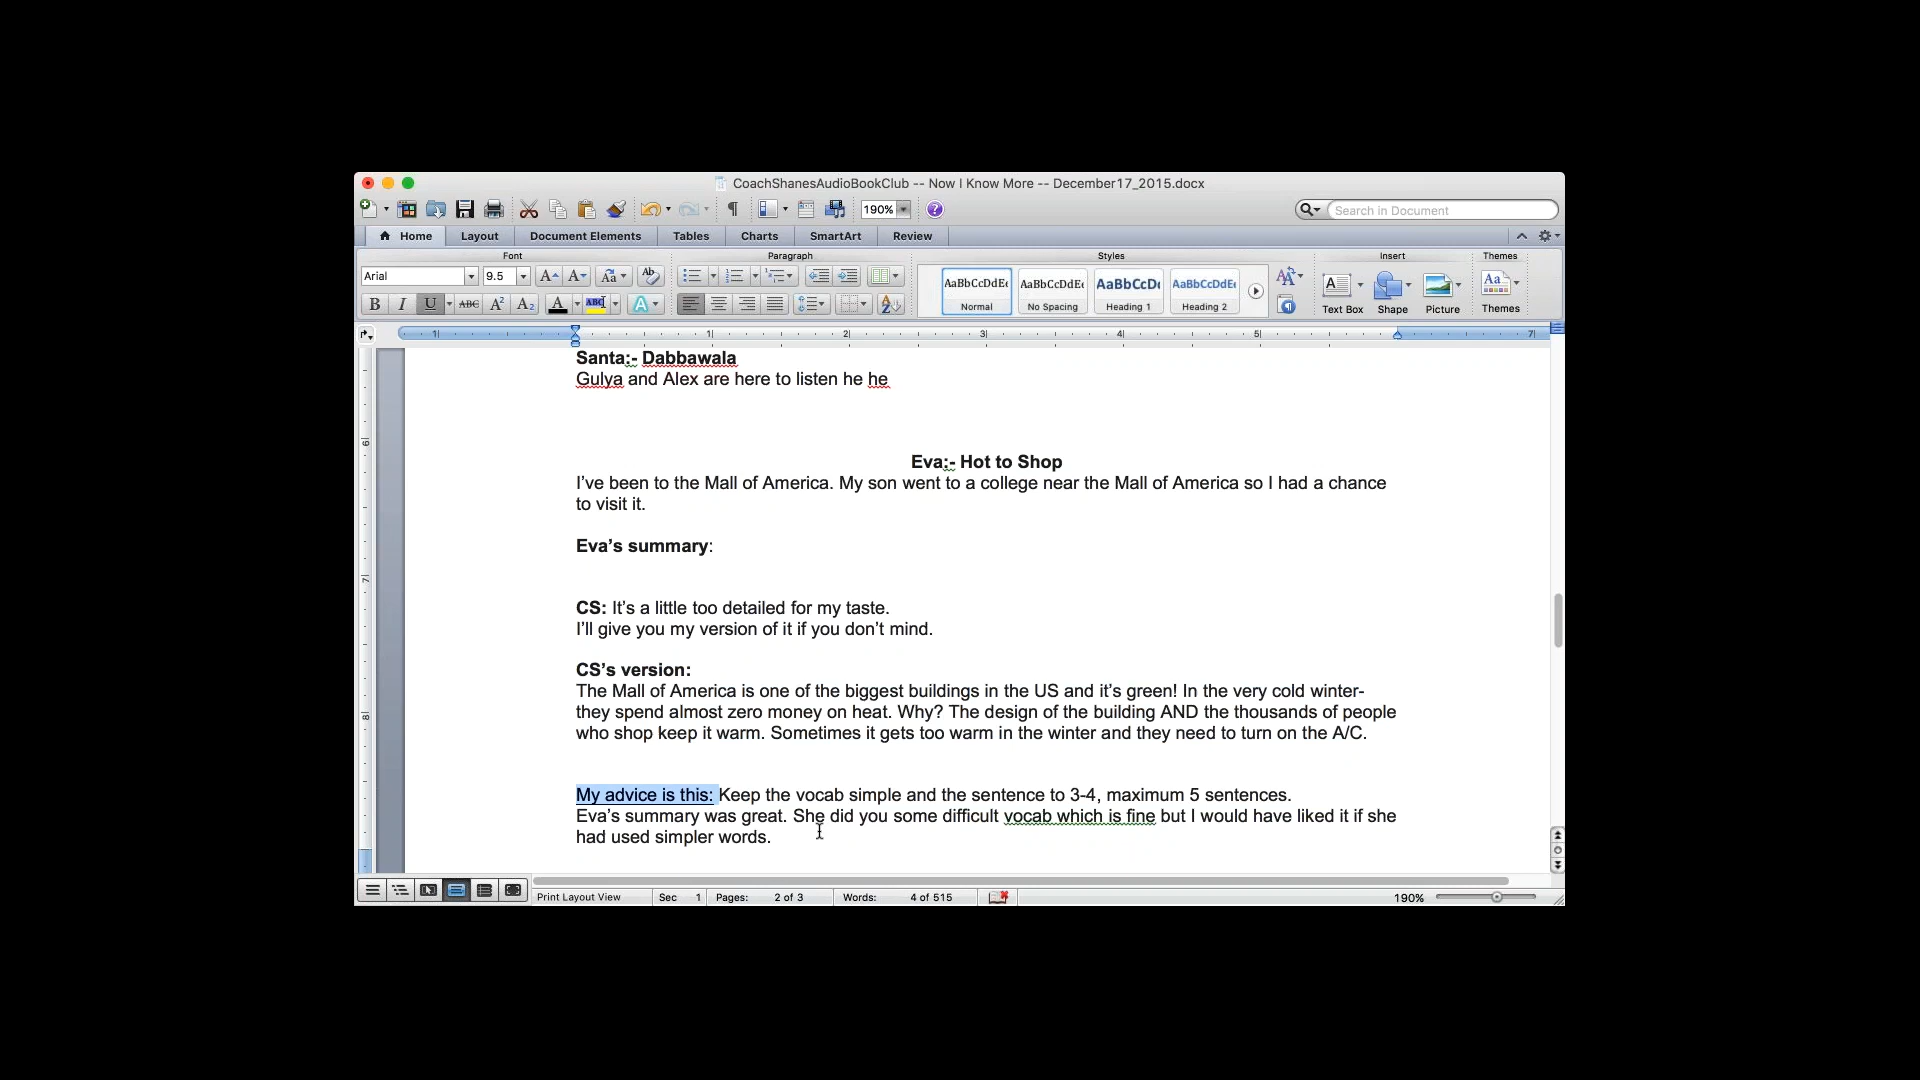 CoachShanesAudioBookClub -- Now I Know More -- December17_2015.docx
190%
Search in Document
Home Layout Document Elements Tables Charts SmartArt Review
Font Paragraph Styles Insert Themes
Arial 9.5
AaBbCcDdEe AaBbCcDdEe AaBbCcDc AaBbCcDdEe
Normal No Spacing Heading 1 Heading 2
Text Box Shape Picture Themes
Santa:- Dabbawala
Gulya and Alex are here to listen he he
Eva:- Hot to Shop
I've been to the Mall of America. My son went to a college near the Mall of America so I had a chance
to visit it.
Eva's summary:
CS: It's a little too detailed for my taste.
I'll give you my version of it if you don't mind.
CS's version:
The Mall of America is one of the biggest buildings in the US and it's green! In the very cold winter-
they spend almost zero money on heat. Why? The design of the building AND the thousands of people
who shop keep it warm. Sometimes it gets too warm in the winter and they need to turn on the A/C.
My advice is this: Keep the vocab simple and the sentence to 3-4, maximum 5 sentences.
Eva's summary was great. She did you some difficult vocab which is fine but I would have liked it if she
had used simpler words.
Print Layout View Sec 1 Pages: 2 of 3 Words: 4 of 515 190%